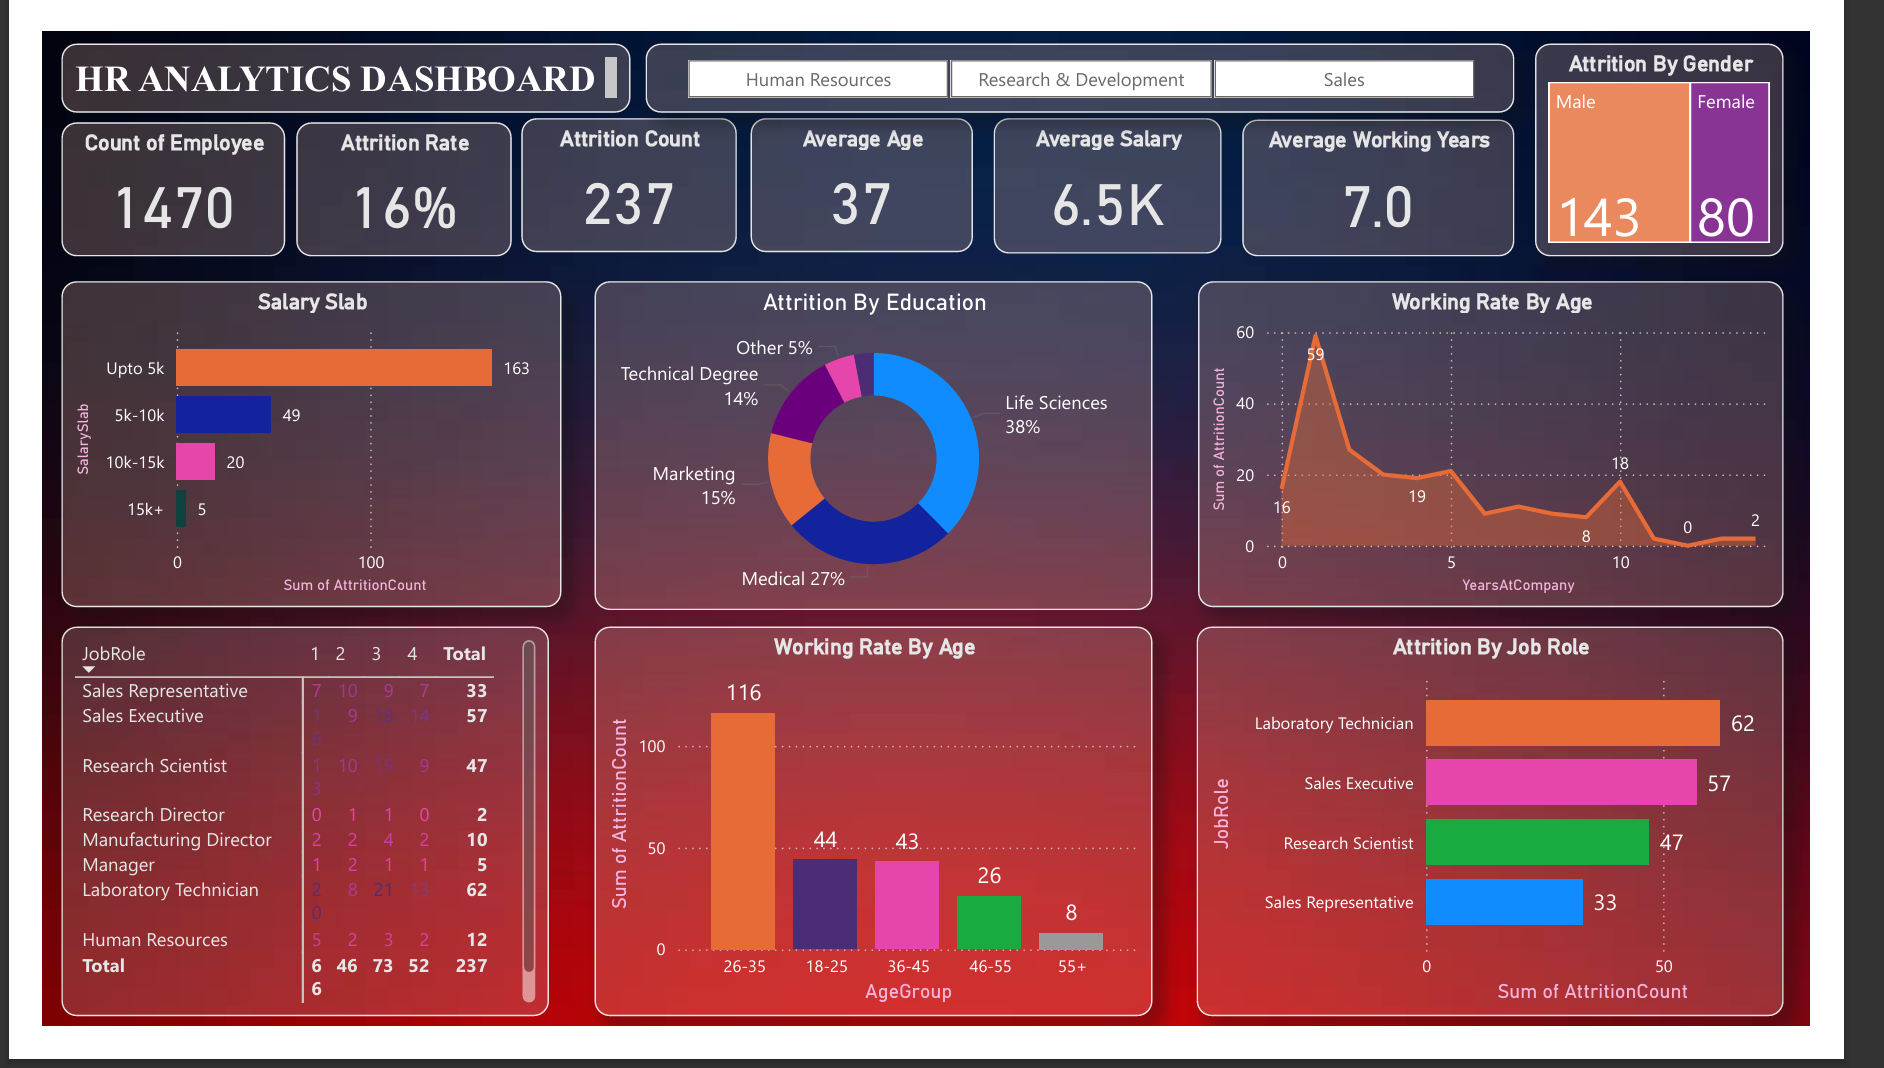 HR ANALYTICS DASHBOARD
Human Resources
Research & Development
Sales
Attrition By Gender
Male
Female
143
80
Count of Employee
1470
Attrition Rate
16%
Attrition Count
237
Average Age
37
Average Salary
6.5K
Average Working Years
7.0
Salary Slab
SalarySlab
Upto 5k
163
5k-10k
49
10k-15k
20
15k+
5
0
100
Sum of AttritionCount
Attrition By Education
Other 5%
Technical Degree
14%
Life Sciences
38%
Marketing
15%
Medical 27%
Working Rate By Age
Sum of AttritionCount
60
40
20
0
59
16
19
8
18
0
2
0
5
10
YearsAtCompany
JobRole 1 2 3 4 Total
Sales Representative 7 10 9 7 33
Sales Executive 1 9 14 57
6
Research Scientist 1 10 15 9 47
3
Research Director 0 1 1 0 2
Manufacturing Director 2 2 4 2 10
Manager 1 2 1 1 5
Laboratory Technician 2 8 21 13 62
0
Human Resources 5 2 3 2 12
Total 6 46 73 52 237
6
Working Rate By Age
Sum of AttritionCount
100
50
0
116
44
43
26
8
26-35
18-25
36-45
46-55
55+
AgeGroup
Attrition By Job Role
JobRole
Laboratory Technician
62
Sales Executive
57
Research Scientist
47
Sales Representative
33
0
50
Sum of AttritionCount